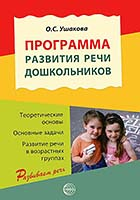 О.С. Ушакова
ПРОГРАММА
РАЗВИТИЯ РЕЧИ
ДОШКОЛЬНИКОВ
Теоретические
основы
Основные задачи
Развитие речи
в возрастных
группах
Развиваем речь